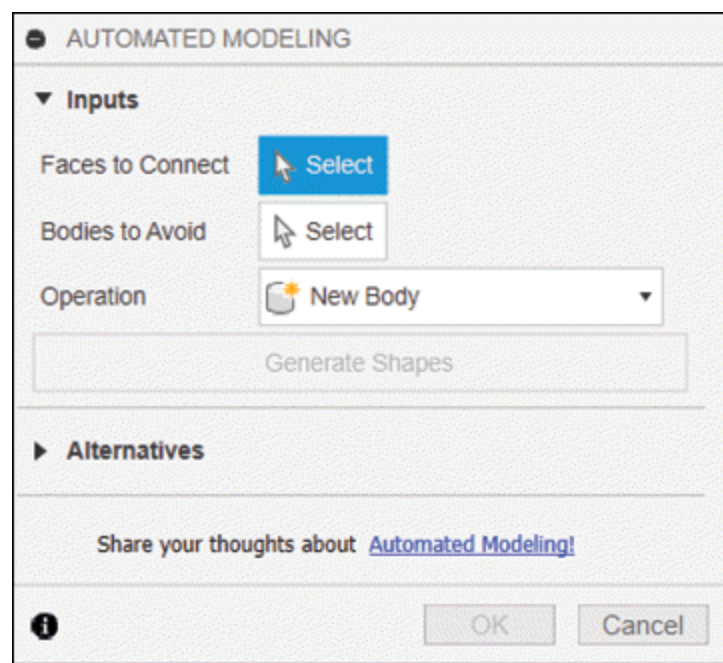 AUTOMATED MODELING
Inputs
Faces to Connect Select
Bodies to Avoid Select
Operation New Body
Generate Shapes
Alternatives
Share your thoughts about Automated Modeling!
OK Cancel